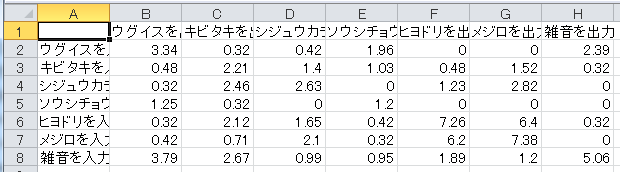 A B C D E F G H
1 ウグイスを キビタキを シジュウカラ ソウシチョウ ヒヨドリを出 メジロを出力 雑音を出力
2 ウグイスを入 3.34 0.32 0.42 1.96 0 0 2.39
3 キビタキを入 0.48 2.21 1.4 1.03 0.48 1.52 0.32
4 シジュウカラ 0.32 2.46 2.63 0 1.23 2.82 0
5 ソウシチョウ 1.25 0.32 0 1.2 0 0 0
6 ヒヨドリを入 0.32 2.12 1.65 0.42 7.26 6.4 0.32
7 メジロを入力 0.42 0.71 2.1 0.32 6.2 7.38 0
8 雑音を入力 3.79 2.67 0.99 0.95 1.89 1.2 5.06